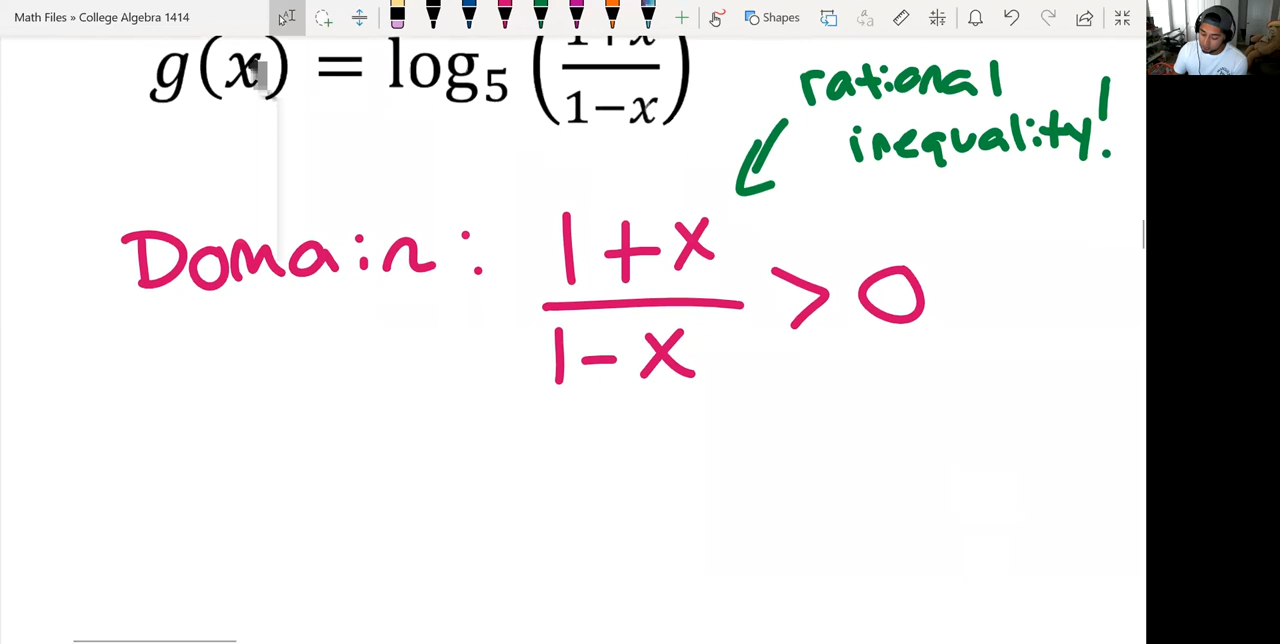 Math Files » College Algebra 1414
Shapes
g(x) = log₅ (1+x / 1−x)
rational
inequality!
Domain: 1+x / 1−x > 0